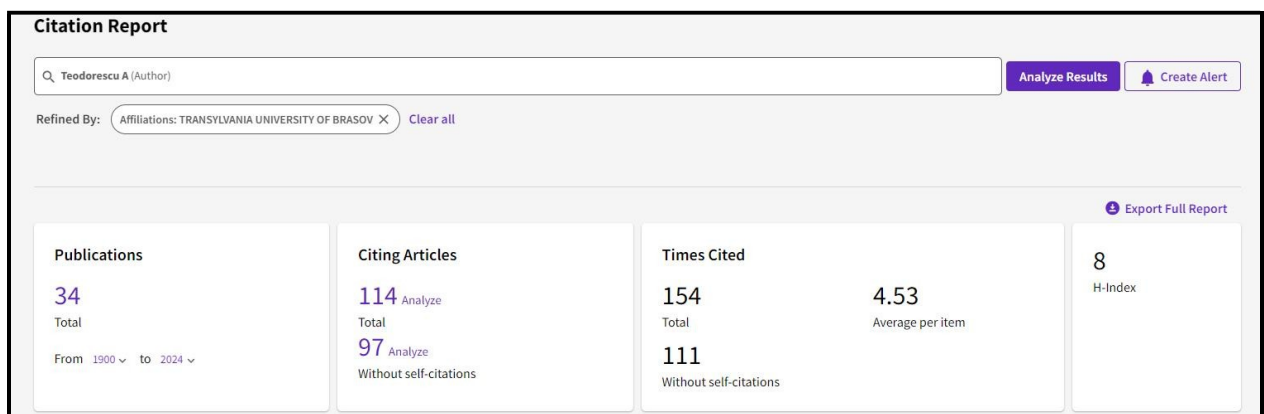 Citation Report
Teodorescu A (Author)
Analyze Results
Create Alert
Refined By: Affiliations: TRANSYLVANIA UNIVERSITY OF BRASOV X Clear all
Export Full Report
Publications
34
Total
From 1900 to 2024
Citing Articles
114 Analyze
Total
97 Analyze
Without self-citations
Times Cited
154
Total
4.53
Average per item
111
Without self-citations
8
H-Index